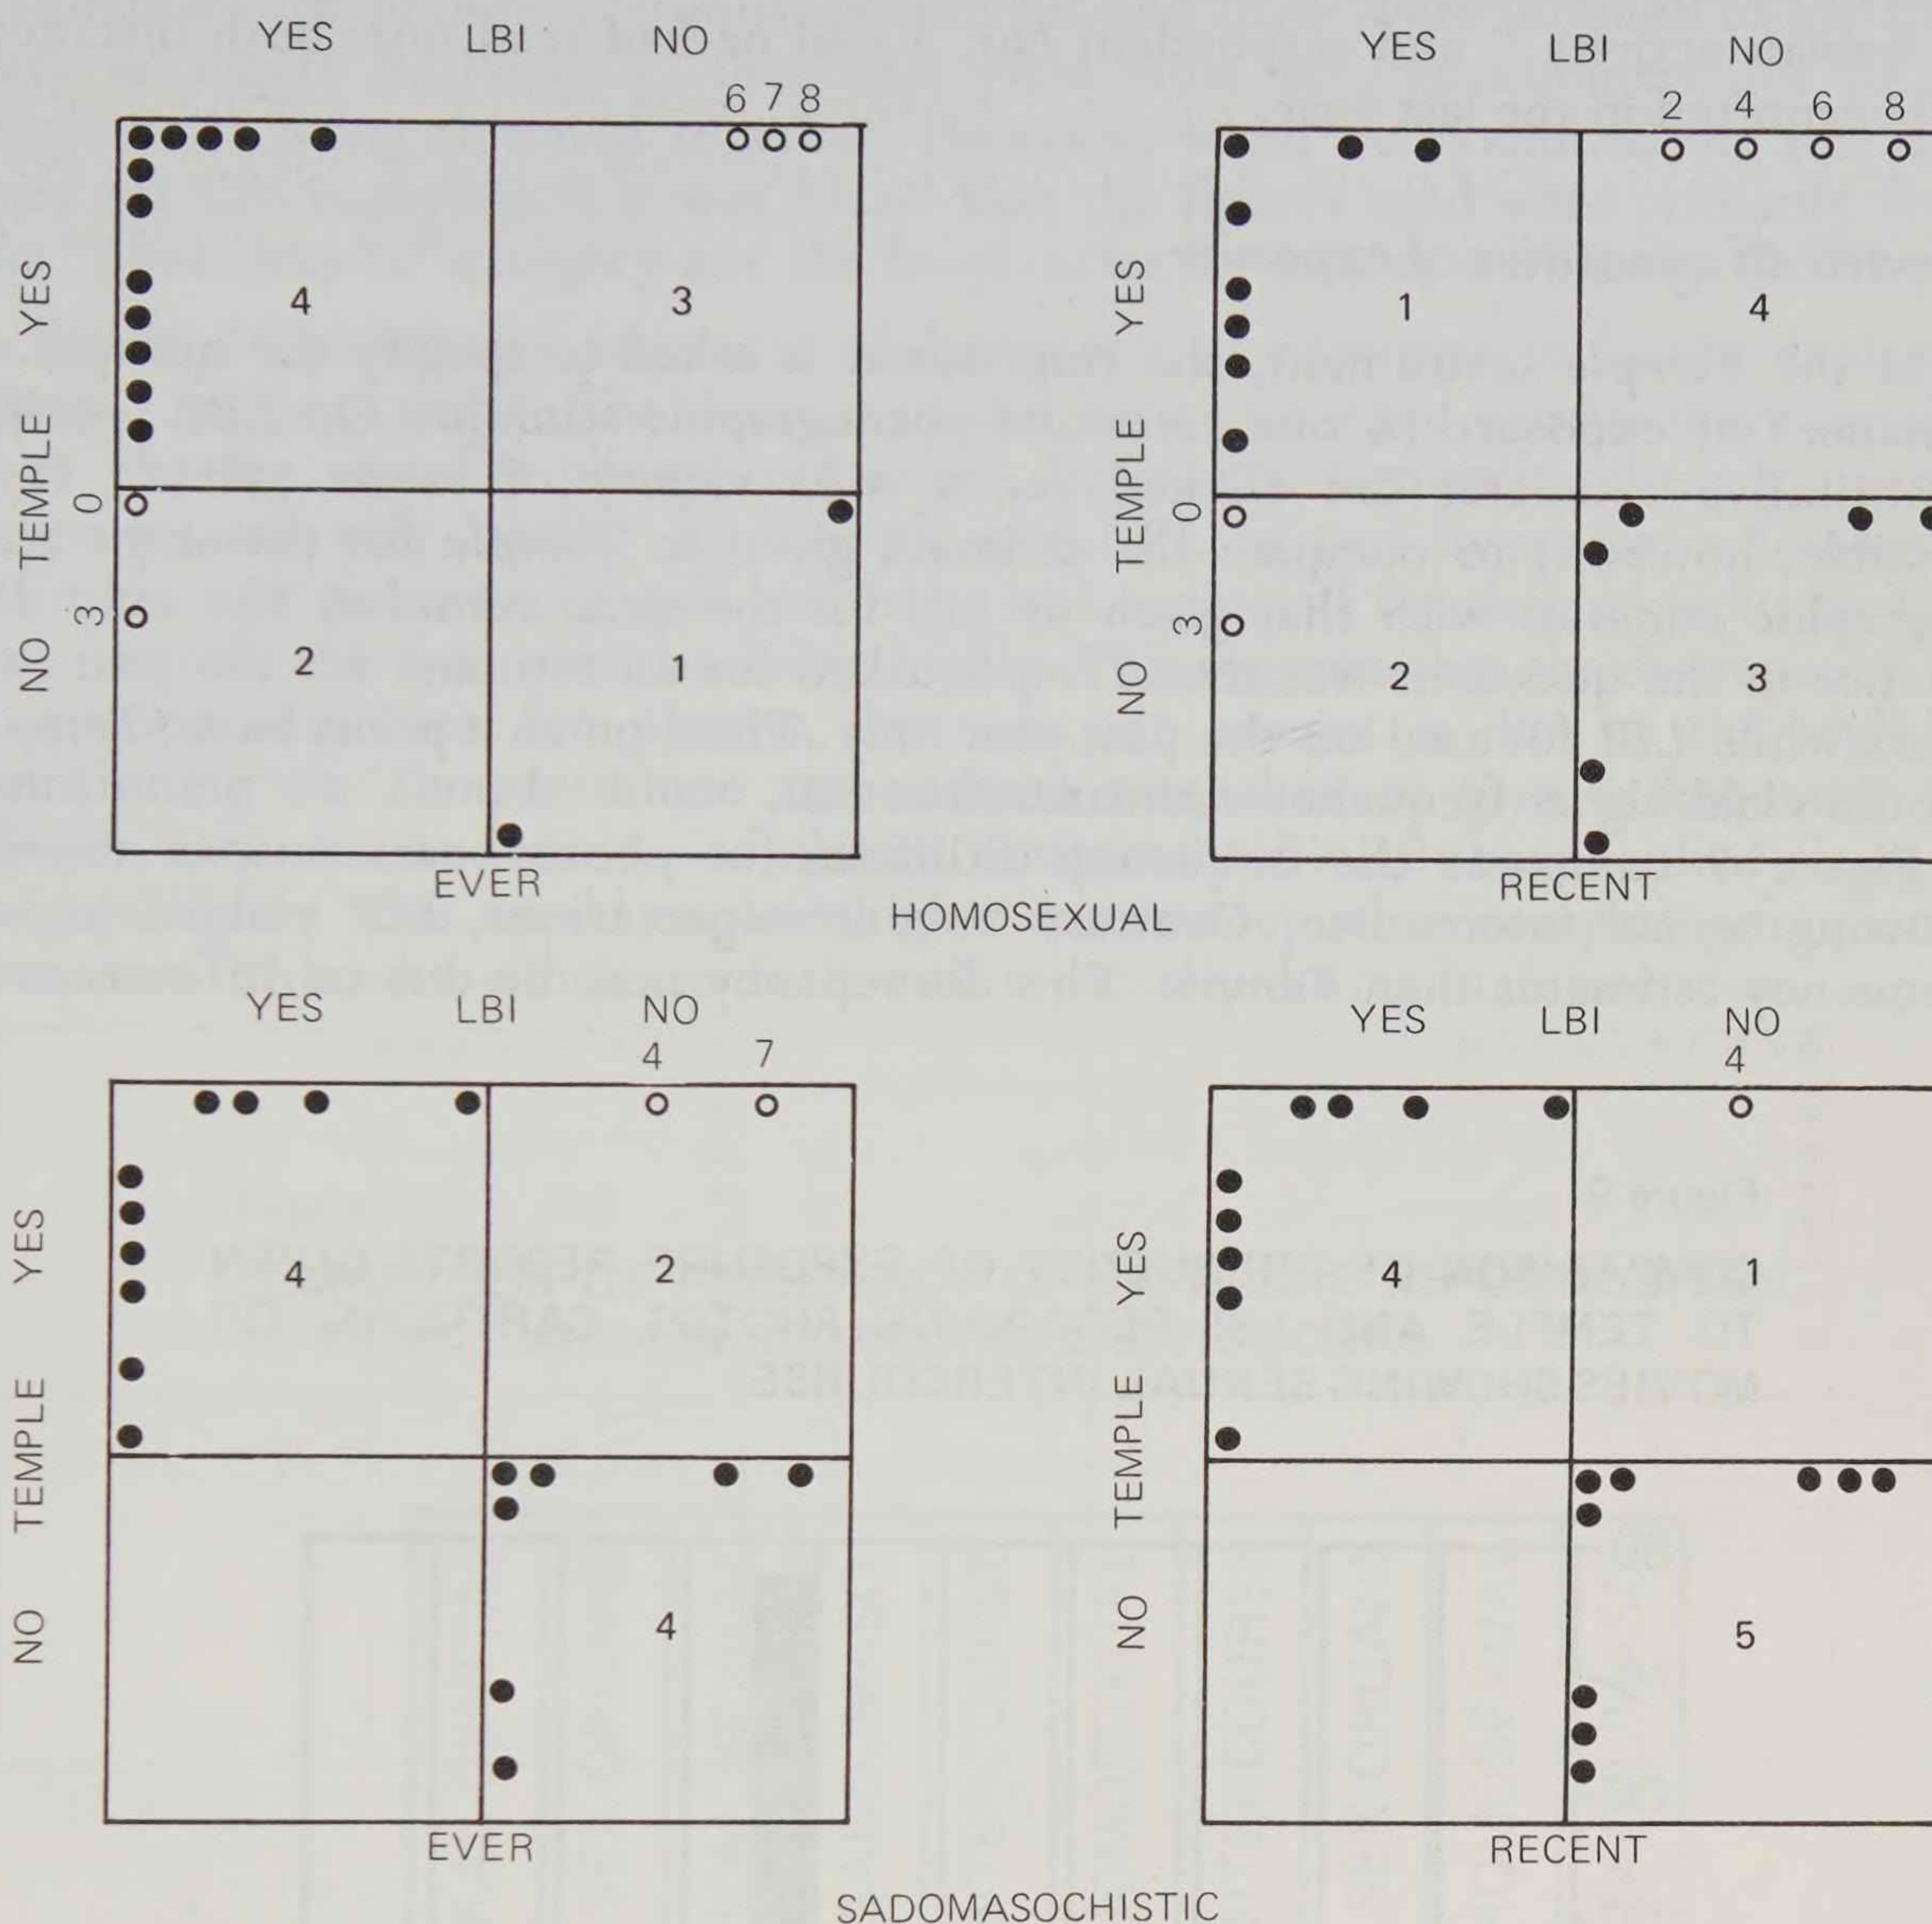 YES LBI NO YES LBI NO
6 7 8 2 4 6 8
4 3 1 4
NO TEMPLE YES NO TEMPLE YES
0 0
3 3
2 1 2 3
EVER RECENT
HOMOSEXUAL
YES LBI NO YES LBI NO
4 7 4
4 2 4 1
NO TEMPLE YES NO TEMPLE YES
4 5
EVER RECENT
SADOMASOCHISTIC